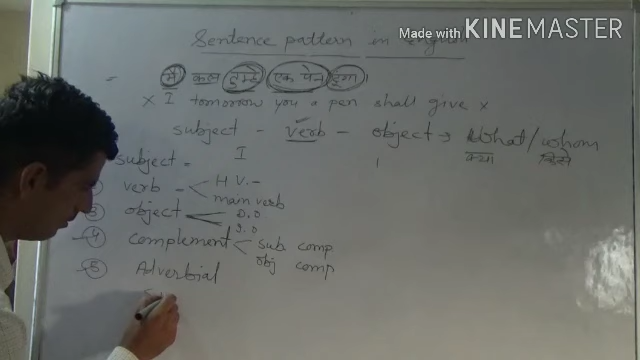 Made with KINEMASTER
Sentence pattern in English
= मैं कल तुम्हें एक पेन दूंगा।
× I tomorrow you a pen shall give ×
subject - verb - object → What/whom
क्या किसे
subject = I
verb - H.V. -
main verb
③ object D.O
I.O
④ complement sub comp
obj comp
⑤ Adverbial